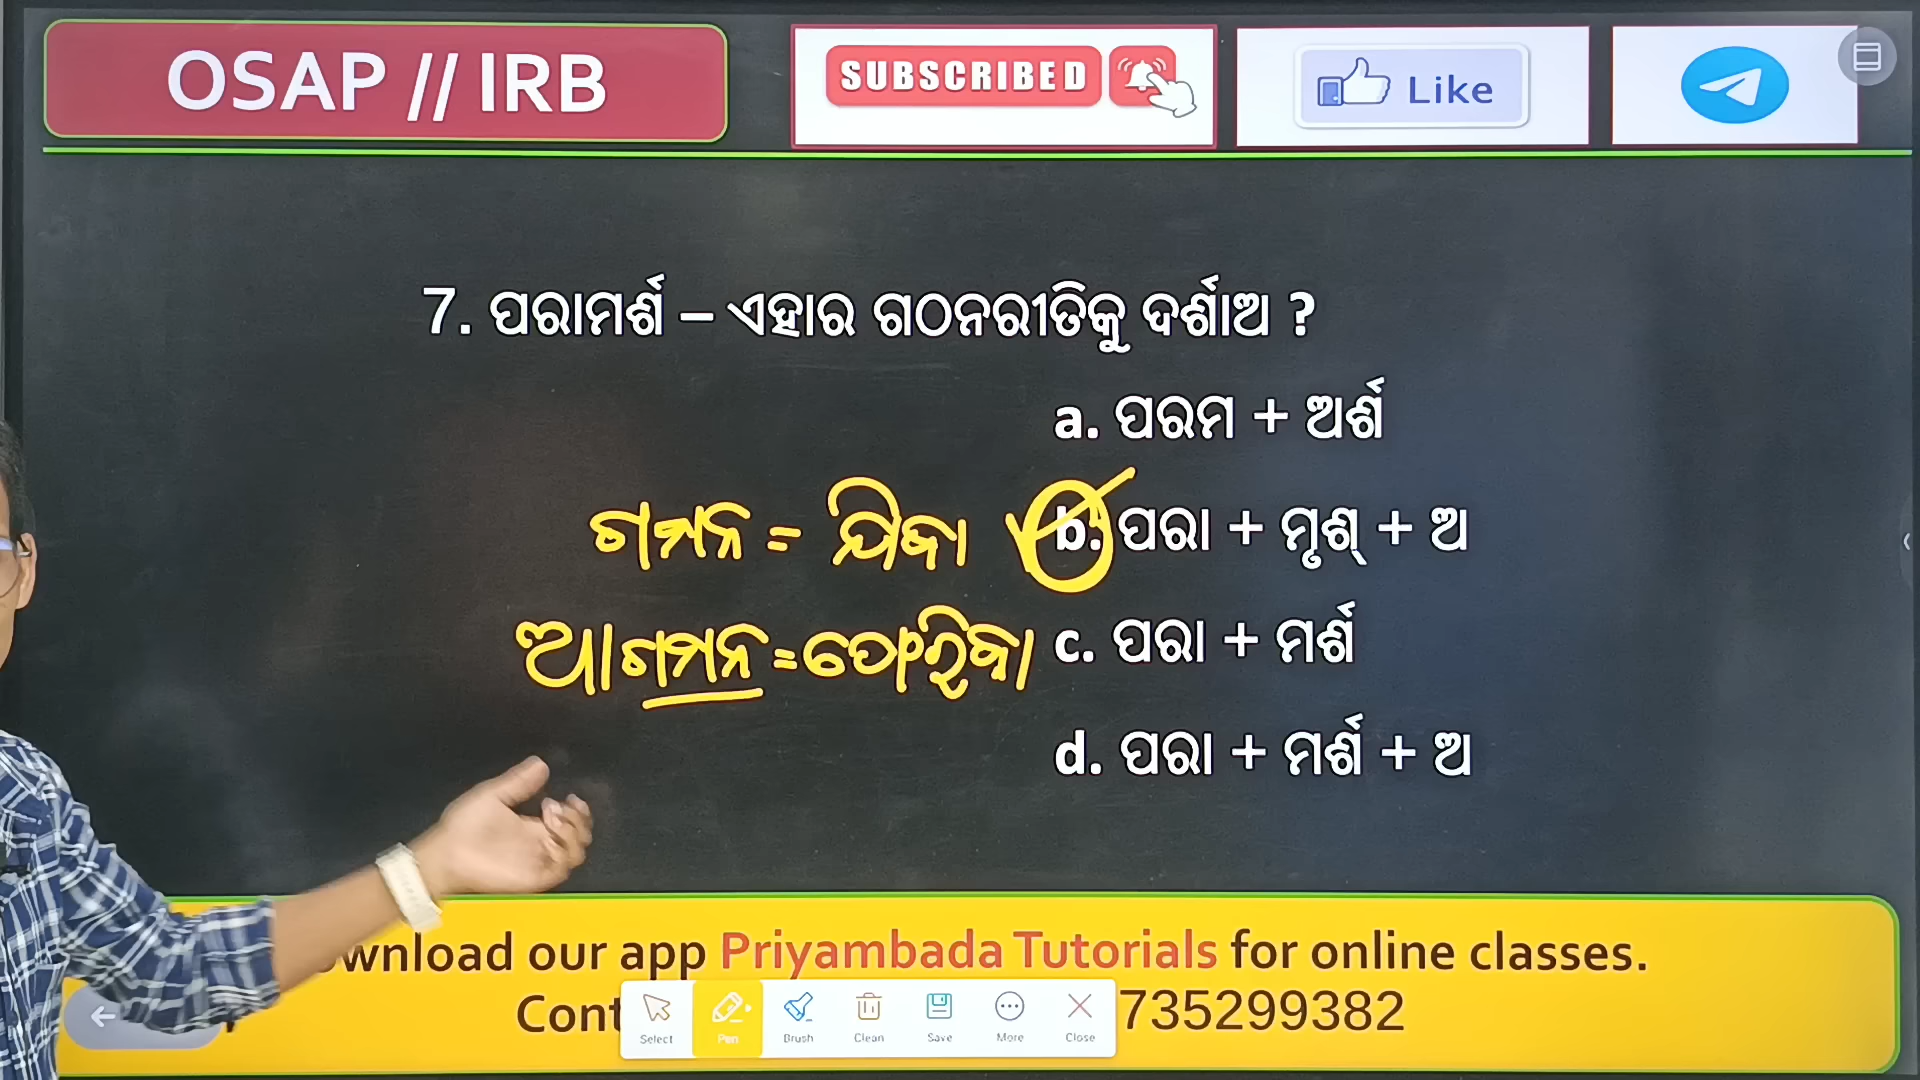 OSAP // IRB
SUBSCRIBED
Like
7. ପରାମର୍ଶ – ଏହାର ଗଠନରୀତିକୁ ଦର୍ଶାଅ ?
a. ପରମ + ଅର୍ଶ
ଗମନ = ଯିବା
b. ପରା + ମୃଶ୍ + ଅ
ଆଗମନ = ଫେରିବା
c. ପରା + ମର୍ଶ
d. ପରା + ମର୍ଶ + ଅ
wnload our app Priyambada Tutorials for online classes.
Cont 735299382
Select Pen Brush Clean Save More Close